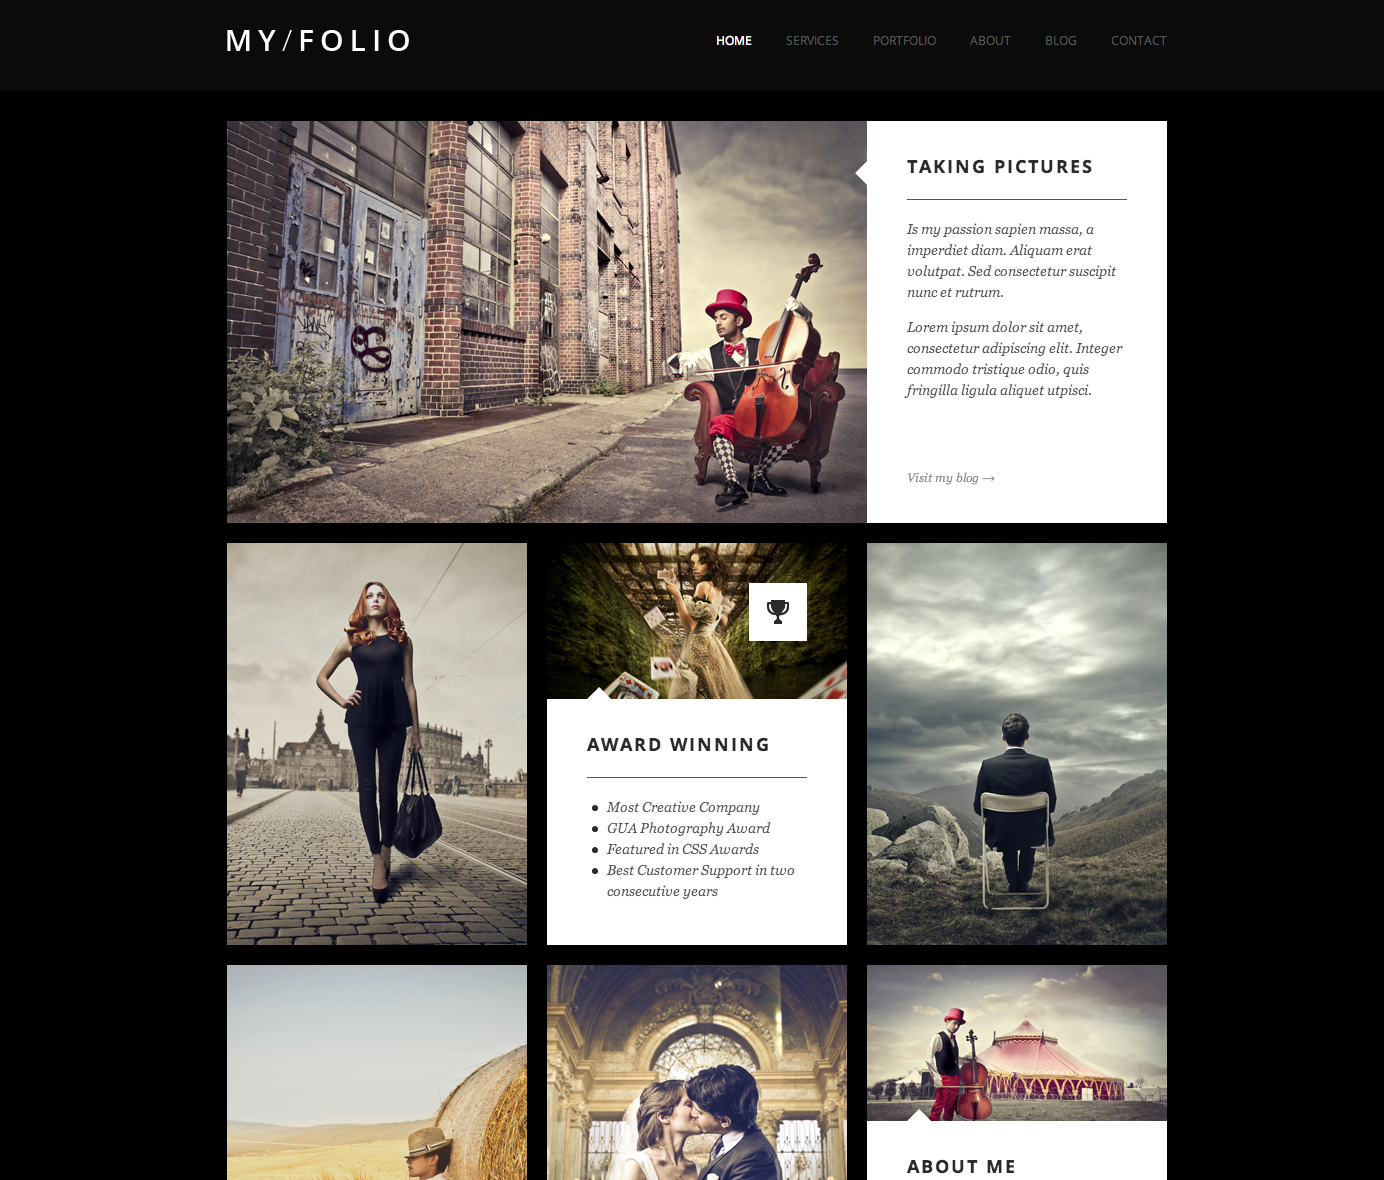 MY/FOLIO
HOME SERVICES PORTFOLIO ABOUT BLOG CONTACT
TAKING PICTURES
Is my passion sapien massa, a
imperdiet diam. Aliquam erat
volutpat. Sed consectetur suscipit
nunc et rutrum.
Lorem ipsum dolor sit amet,
consectetur adipiscing elit. Integer
commodo tristique odio, quis
fringilla ligula aliquet utpisci.
Visit my blog →
AWARD WINNING
Most Creative Company
GUA Photography Award
Featured in CSS Awards
Best Customer Support in two
consecutive years
ABOUT ME